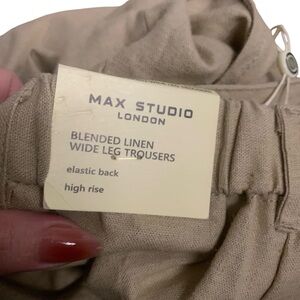 MAX STUDIO
LONDON
BLENDED LINEN
WIDE LEG TROUSERS
elastic back
high rise